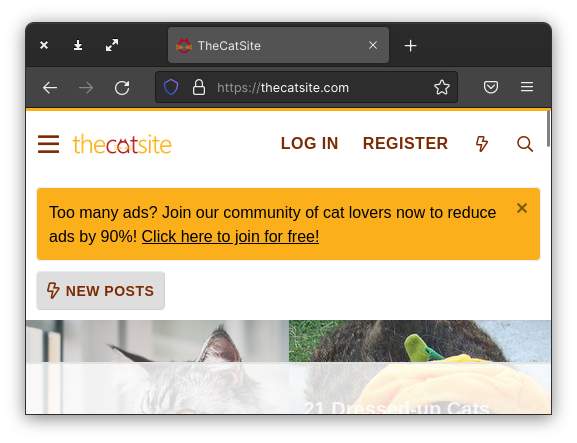 TheCatSite
https://thecatsite.com
thecatsite
LOG IN
REGISTER
Too many ads? Join our community of cat lovers now to reduce
ads by 90%! Click here to join for free!
NEW POSTS
21 Dressed-up Cats